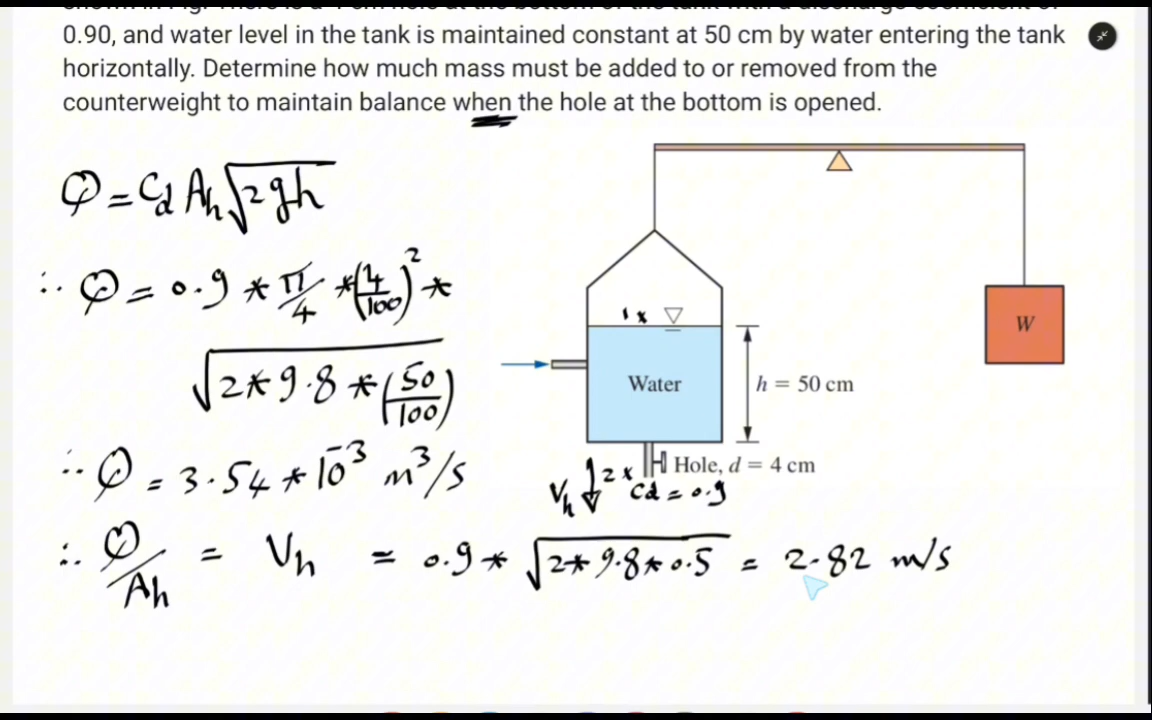 0.90, and water level in the tank is maintained constant at 50 cm by water entering the tank
horizontally. Determine how much mass must be added to or removed from the
counterweight to maintain balance when the hole at the bottom is opened.
Q = Cd Ah √2gh
∴ Q = 0.9 * π/4 * (4/100)² *
√2*9.8*(50/100)
∴ Q = 3.54 * 10⁻³ m³/s
∴ Q/Ah = Vh = 0.9 * √2*9.8*0.5 = 2.82 m/s
1 x
W
Water
h = 50 cm
Hole, d = 4 cm
Vh ↓ 2 x Cd = 0.9